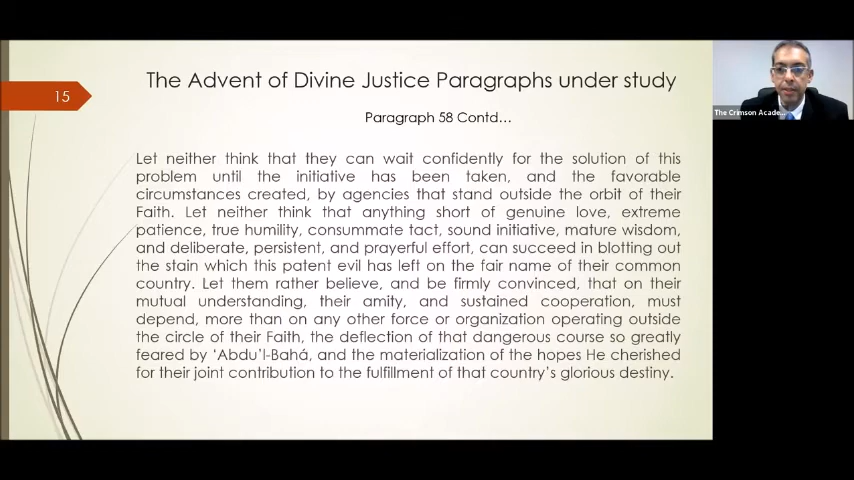 The Advent of Divine Justice Paragraphs under study
15
Paragraph 58 Contd...
Let neither think that they can wait confidently for the solution of this
problem until the initiative has been taken, and the favorable
circumstances created, by agencies that stand outside the orbit of their
Faith. Let neither think that anything short of genuine love, extreme
patience, true humility, consummate tact, sound initiative, mature wisdom,
and deliberate, persistent, and prayerful effort, can succeed in blotting out
the stain which this patent evil has left on the fair name of their common
country. Let them rather believe, and be firmly convinced, that on their
mutual understanding, their amity, and sustained cooperation, must
depend, more than on any other force or organization operating outside
the circle of their Faith, the deflection of that dangerous course so greatly
feared by ‘Abdu’l-Bahá, and the materialization of the hopes He cherished
for their joint contribution to the fulfillment of that country’s glorious destiny.
The Crimson Acade...